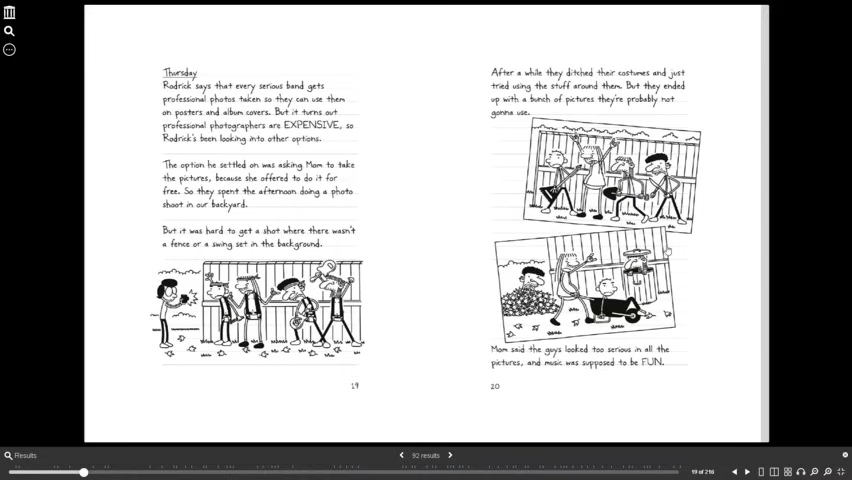 Thursday
Rodrick says that every serious band gets
professional photos taken so they can use them
on posters and album covers. But it turns out
professional photographers are EXPENSIVE, so
Rodrick's been looking into other options.
The option he settled on was asking Mom to take
the pictures, because she offered to do it for
free. So they spent the afternoon doing a photo
shoot in our backyard.
But it was hard to get a shot where there wasn't
a fence or a swing set in the background.
19
After a while they ditched their costumes and just
tried using the stuff around them. But they ended
up with a bunch of pictures they're probably not
gonna use.
Mom said the guys looked too serious in all the
pictures, and music was supposed to be FUN.
20
Results
92 results
19 of 216